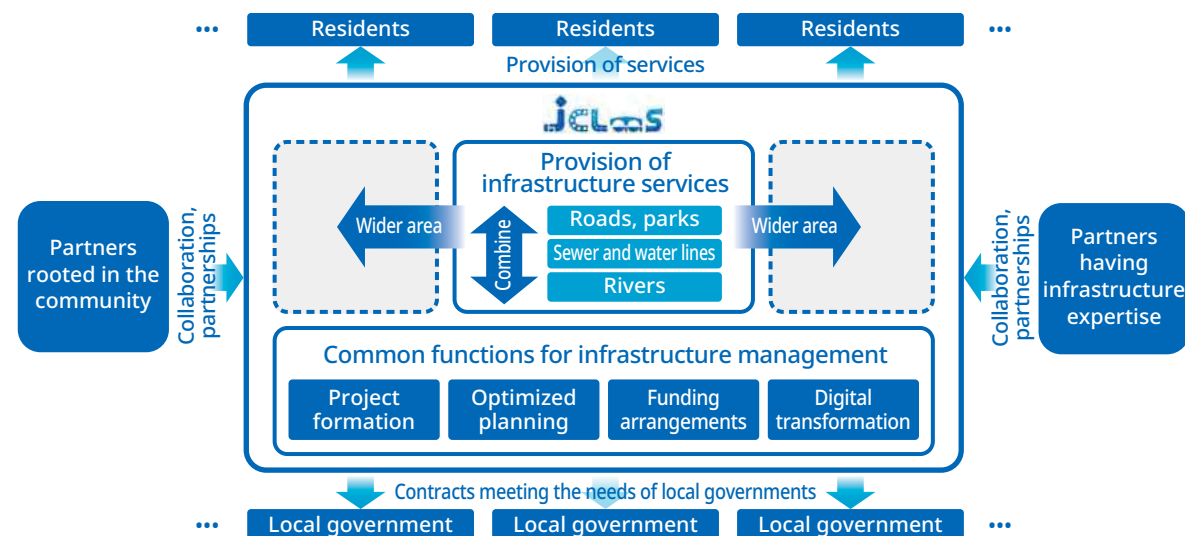 ... Residents Residents Residents ...
Provision of services
JCLaaS
Provision of
infrastructure services
Wider area
Combine
Roads, parks
Sewer and water lines
Rivers
Wider area
Partners
rooted in the
community
Collaboration,
partnerships
Collaboration,
partnerships
Partners
having
infrastructure
expertise
Common functions for infrastructure management
Project
formation
Optimized
planning
Funding
arrangements
Digital
transformation
Contracts meeting the needs of local governments
... Local government Local government Local government ...